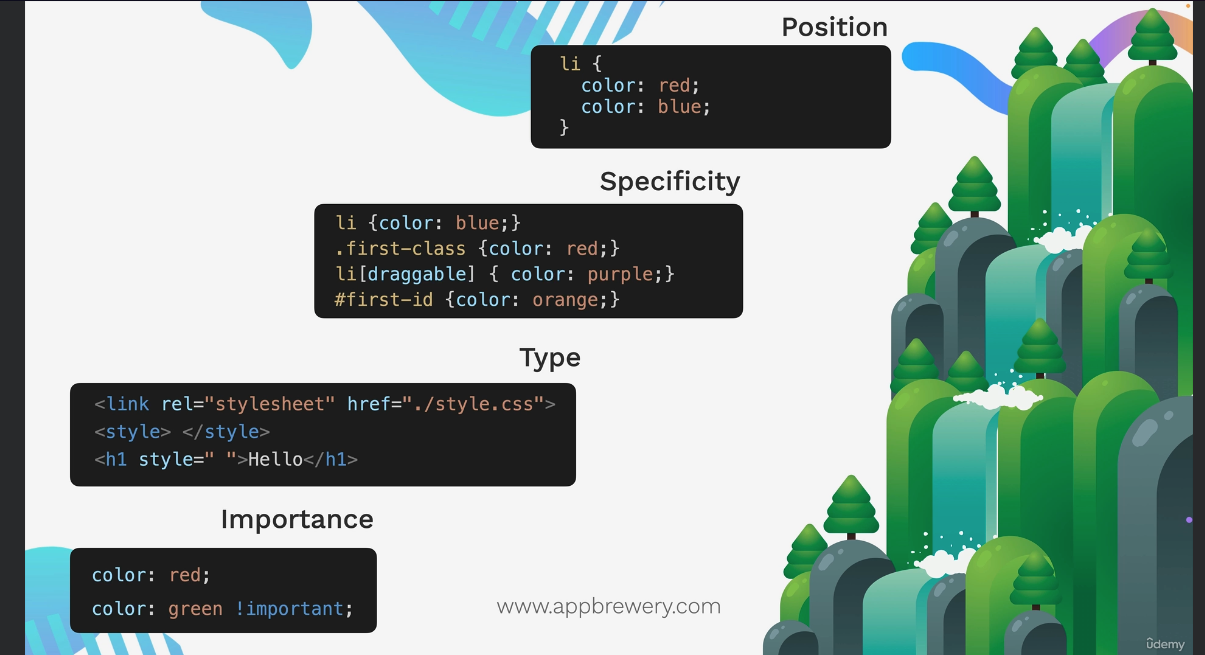 Position
li {
  color: red;
  color: blue;
}
Specificity
li {color: blue;}
.first-class {color: red;}
li[draggable] { color: purple;}
#first-id {color: orange;}
Type
<link rel="stylesheet" href="./style.css">
<style> </style>
<h1 style=" ">Hello</h1>
Importance
color: red;
color: green !important;
www.appbrewery.com
ûdemy